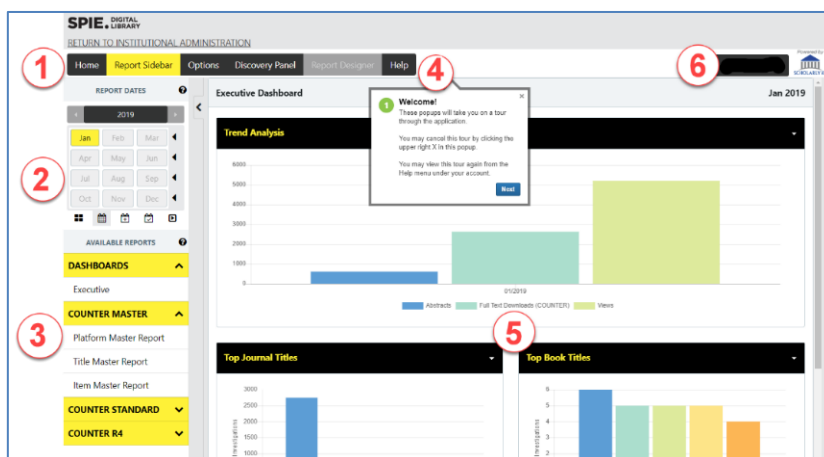 SPIE. DIGITAL
LIBRARY
RETURN TO INSTITUTIONAL ADMINISTRATION
1
Home Report Sidebar Options Discovery Panel Report Designer Help
4
6
Powered by
SCHOLARLY
REPORT DATES
2019
Jan Feb Mar
Apr May Jun
Jul Aug Sep
Oct Nov Dec
2
AVAILABLE REPORTS
DASHBOARDS
Executive
COUNTER MASTER
3
Platform Master Report
Title Master Report
Item Master Report
COUNTER STANDARD
COUNTER R4
Executive Dashboard Jan 2019
1 Welcome!
These popups will take you on a tour
through the application.
You may cancel this tour by clicking the
upper right X in this popup.
You may view this tour again from the
Help menu under your account.
Next
Trend Analysis
6000
5000
4000
3000
2000
1000
0
01/2019
Abstracts Full Text Downloads (COUNTER) Views
5
Top Journal Titles
3000
2500
2000
1500
1000
Top Book Titles
6
5
4
3
2
Investigations